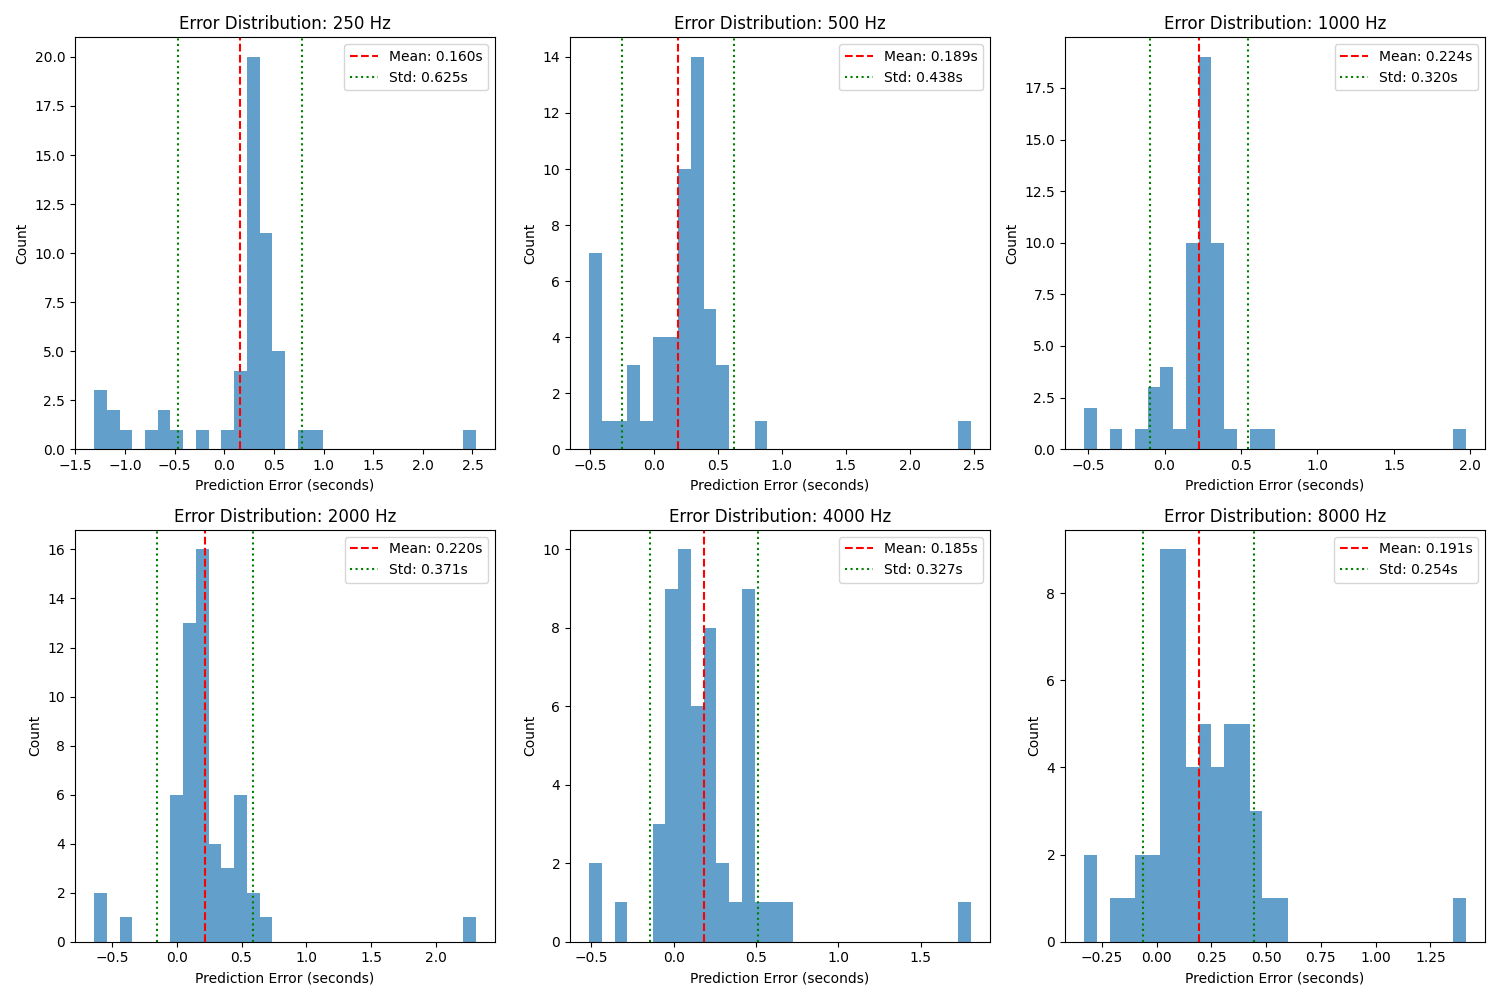 Error Distribution: 250 Hz
Mean: 0.160s
Std: 0.625s
20.0
17.5
15.0
12.5
10.0
7.5
5.0
2.5
0.0
Count
−1.5 −1.0 −0.5 0.0 0.5 1.0 1.5 2.0 2.5
Prediction Error (seconds)
Error Distribution: 500 Hz
Mean: 0.189s
Std: 0.438s
14
12
10
8
6
4
2
0
Count
−0.5 0.0 0.5 1.0 1.5 2.0 2.5
Prediction Error (seconds)
Error Distribution: 1000 Hz
Mean: 0.224s
Std: 0.320s
17.5
15.0
12.5
10.0
7.5
5.0
2.5
0.0
Count
−0.5 0.0 0.5 1.0 1.5 2.0
Prediction Error (seconds)
Error Distribution: 2000 Hz
Mean: 0.220s
Std: 0.371s
16
14
12
10
8
6
4
2
0
Count
−0.5 0.0 0.5 1.0 1.5 2.0
Prediction Error (seconds)
Error Distribution: 4000 Hz
Mean: 0.185s
Std: 0.327s
10
8
6
4
2
0
Count
−0.5 0.0 0.5 1.0 1.5
Prediction Error (seconds)
Error Distribution: 8000 Hz
Mean: 0.191s
Std: 0.254s
8
6
4
2
0
Count
−0.25 0.00 0.25 0.50 0.75 1.00 1.25
Prediction Error (seconds)